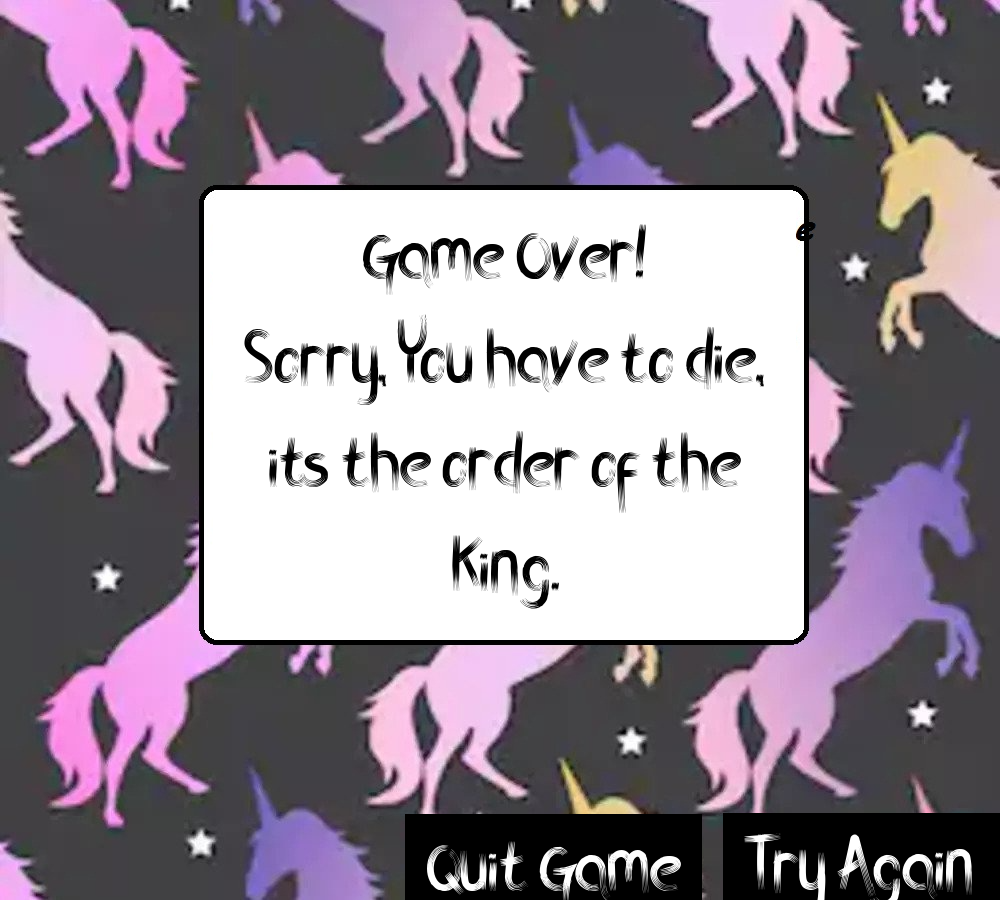 Game Over!
e
Sorry, You have to die,
its the order of the
King.
Quit Game
Try Again